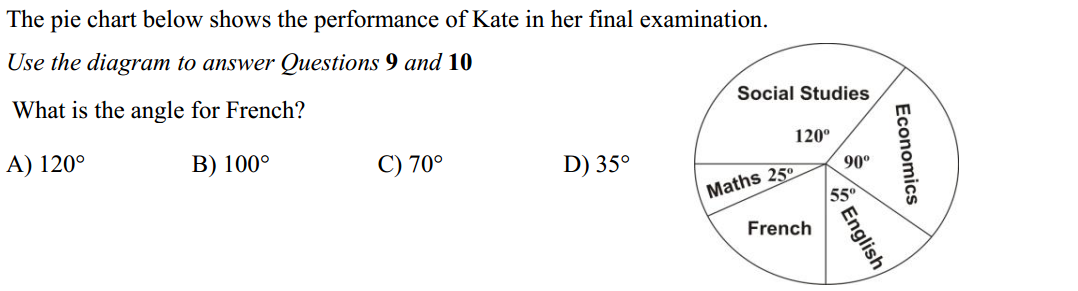 The pie chart below shows the performance of Kate in her final examination.
Use the diagram to answer Questions 9 and 10
What is the angle for French?
A) 120° B) 100° C) 70° D) 35°
Social Studies
120°
Economics
90°
Maths 25°
55°
French
English